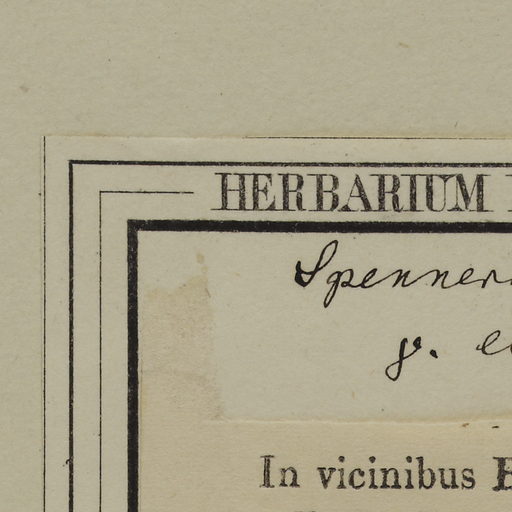 HERBARIUM
Spenner
γ.
In vicinibus